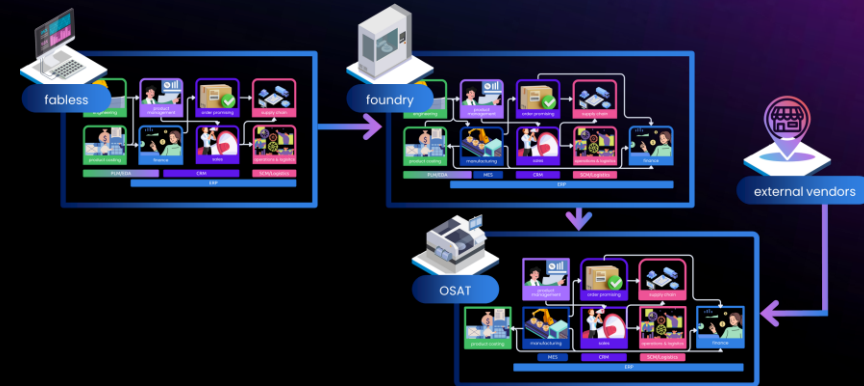 fabless
engineering
product
management
order promising
supply chain
product costing
finance
sales
operations & logistics
PLM/EDA
CRM
SCM/Logistics
ERP
foundry
engineering
product
management
order promising
supply chain
product costing
manufacturing
sales
operations & logistics
finance
PLM/EDA
MES
CRM
SCM/Logistics
ERP
external vendors
OSAT
product
management
order promising
supply chain
product costing
manufacturing
sales
operations & logistics
finance
MES
CRM
SCM/Logistics
ERP